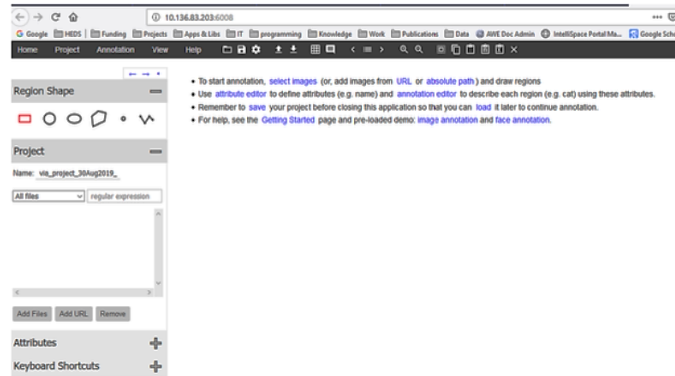 10.136.83.203:6008
Google HEDS Funding Projects Apps & Libs IT programming Knowledge Work Publications Data AWE Doc Admin IntelliSpace Portal Ma... Google Scho
Home Project Annotation View Help
Region Shape
Project
Name: via_project_30Aug2019_
All files regular expression
Add Files Add URL Remove
Attributes
Keyboard Shortcuts
• To start annotation, select images (or, add images from URL or absolute path ) and draw regions
• Use attribute editor to define attributes (e.g. name) and annotation editor to describe each region (e.g. cat) using these attributes.
• Remember to save your project before closing this application so that you can load it later to continue annotation.
• For help, see the Getting Started page and pre-loaded demo: image annotation and face annotation.